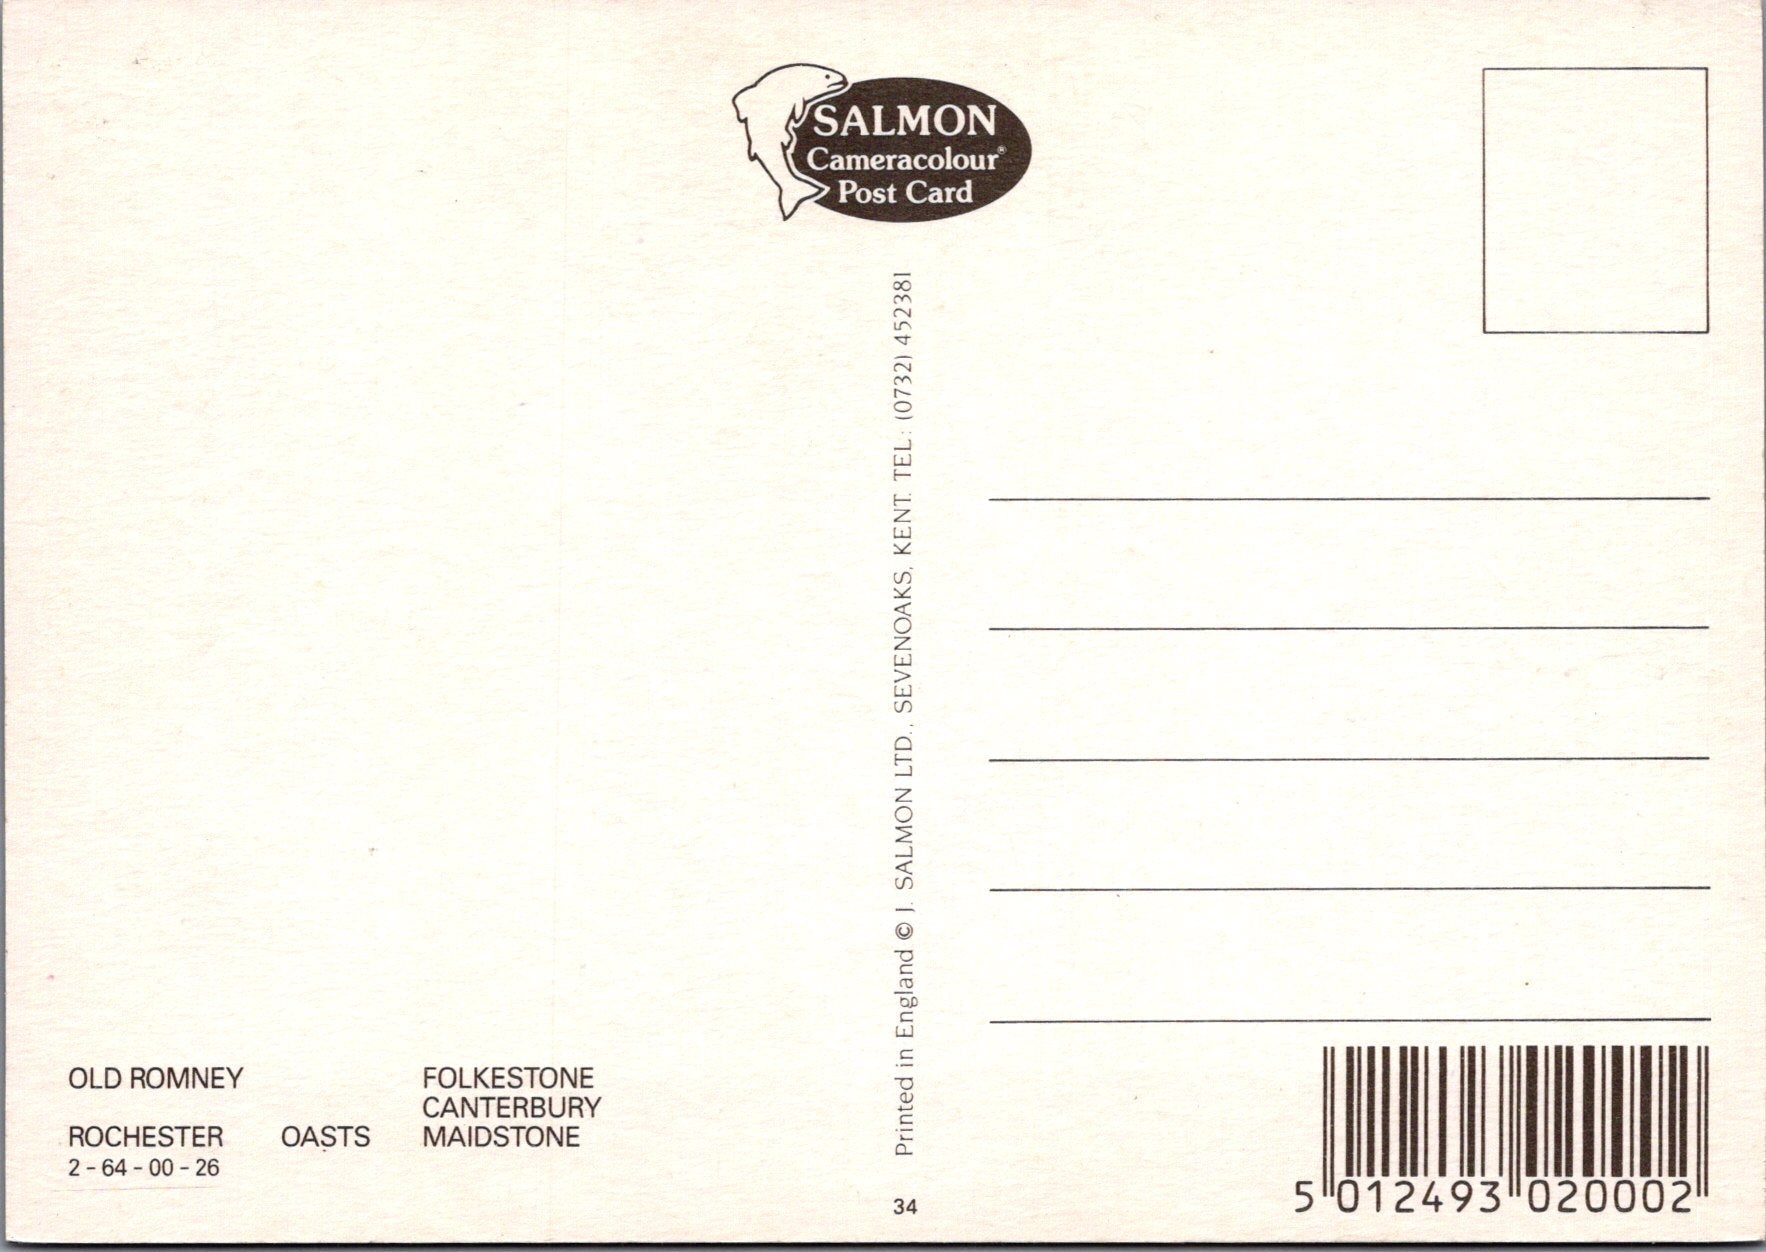 SALMON
Cameracolour®
Post Card
Printed in England © J. SALMON LTD., SEVENOAKS, KENT. TEL: (0732) 452381
OLD ROMNEY FOLKESTONE
CANTERBURY
ROCHESTER OASTS MAIDSTONE
2 - 64 - 00 - 26
34
5 012493 020002